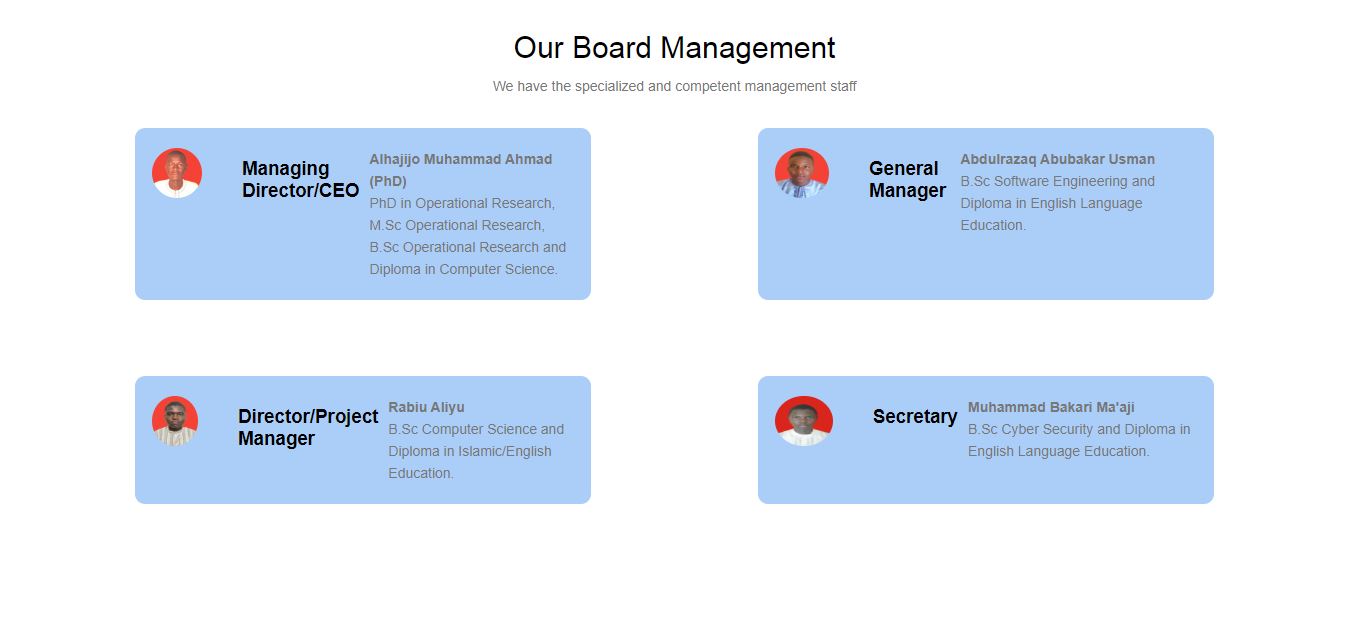 Our Board Management
We have the specialized and competent management staff
Managing
Director/CEO
Alhajijo Muhammad Ahmad
(PhD)
PhD in Operational Research,
M.Sc Operational Research,
B.Sc Operational Research and
Diploma in Computer Science.
General
Manager
Abdulrazaq Abubakar Usman
B.Sc Software Engineering and
Diploma in English Language
Education.
Director/Project
Manager
Rabiu Aliyu
B.Sc Computer Science and
Diploma in Islamic/English
Education.
Secretary
Muhammad Bakari Ma'aji
B.Sc Cyber Security and Diploma in
English Language Education.